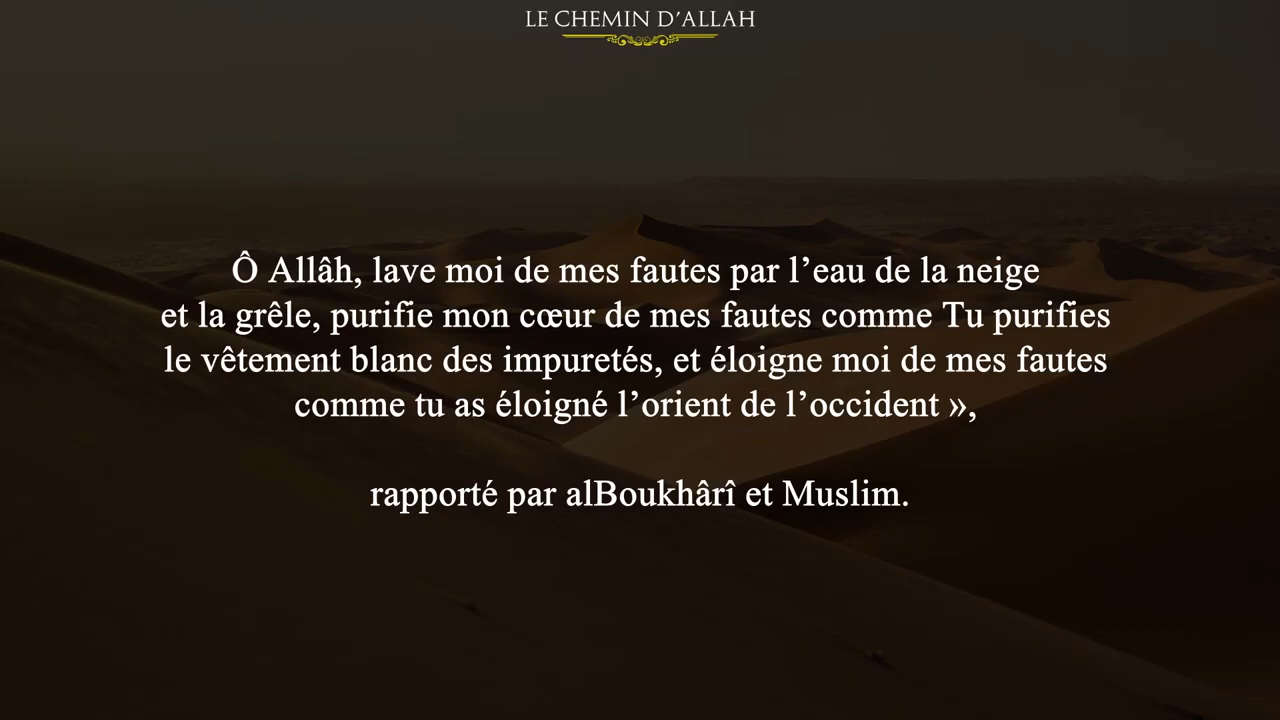 LE CHEMIN D’ALLAH
Ô Allâh, lave moi de mes fautes par l’eau de la neige
et la grêle, purifie mon cœur de mes fautes comme Tu purifies
le vêtement blanc des impuretés, et éloigne moi de mes fautes
comme tu as éloigné l’orient de l’occident »,
rapporté par alBoukhârî et Muslim.